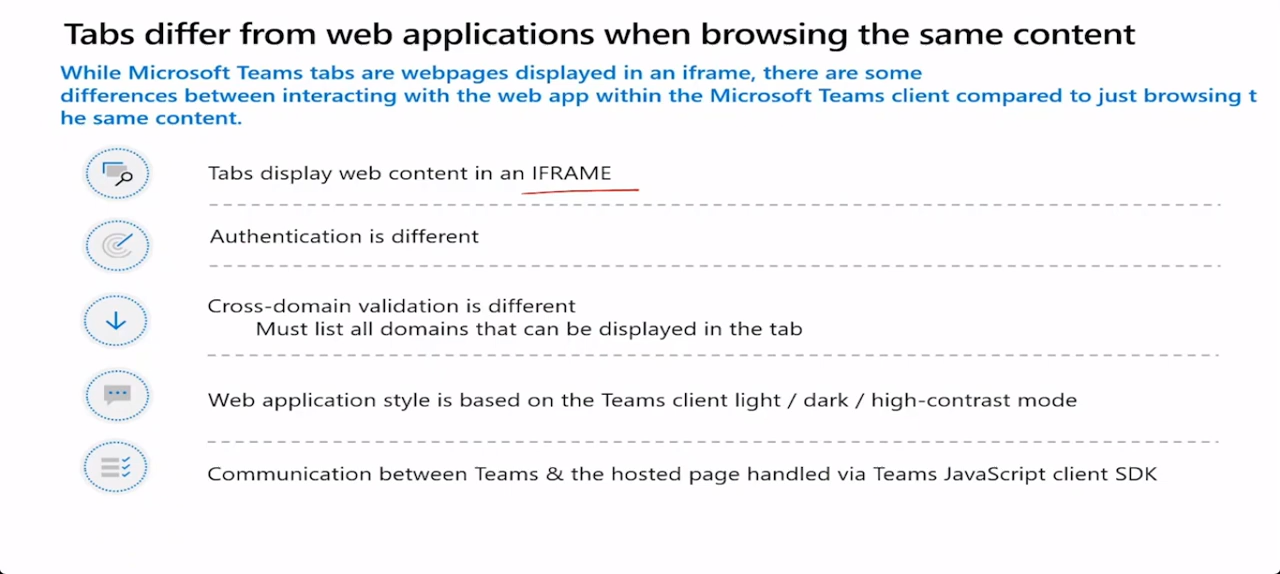 Tabs differ from web applications when browsing the same content
While Microsoft Teams tabs are webpages displayed in an iframe, there are some
differences between interacting with the web app within the Microsoft Teams client compared to just browsing t
he same content.
Tabs display web content in an IFRAME
Authentication is different
Cross-domain validation is different
Must list all domains that can be displayed in the tab
Web application style is based on the Teams client light / dark / high-contrast mode
Communication between Teams & the hosted page handled via Teams JavaScript client SDK